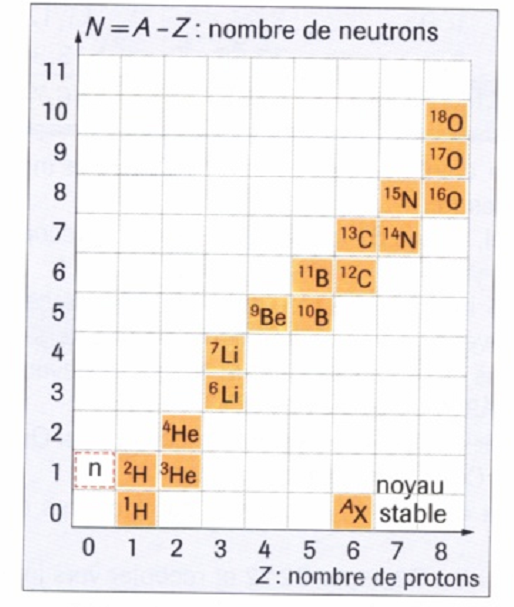 N = A – Z : nombre de neutrons
11
10
¹⁸O
9
¹⁷O
8
¹⁵N ¹⁶O
7
¹³C ¹⁴N
6
¹¹B ¹²C
5
⁹Be ¹⁰B
4
⁷Li
3
⁶Li
2
⁴He
1
n ²H ³He
0
¹H
ᴬX
noyau
stable
0 1 2 3 4 5 6 7 8
Z : nombre de protons